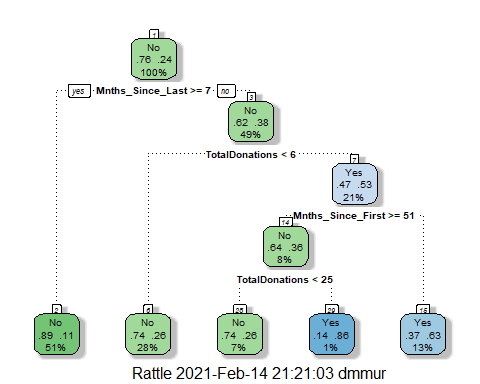 1
No
.76 .24
100%
yes Mnths_Since_Last >= 7 no
3
No
.62 .38
49%
TotalDonations < 6
7
Yes
.47 .53
21%
Mnths_Since_First >= 51
14
No
.64 .36
8%
TotalDonations < 25
2
No
.89 .11
51%
6
No
.74 .26
28%
28
No
.74 .26
7%
29
Yes
.14 .86
1%
15
Yes
.37 .63
13%
Rattle 2021-Feb-14 21:21:03 dmmur